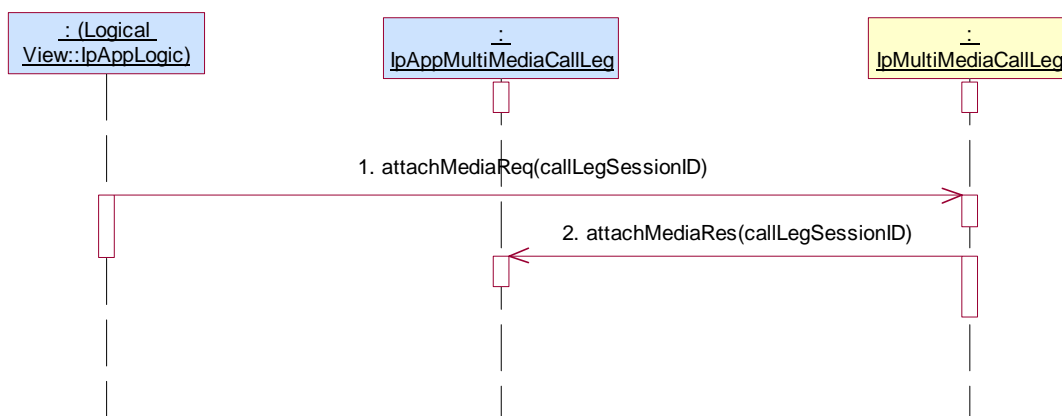 : (Logical
View::IpAppLogic)
:
IpAppMultiMediaCallLeg
:
IpMultiMediaCallLeg
1. attachMediaReq(callLegSessionID)
2. attachMediaRes(callLegSessionID)